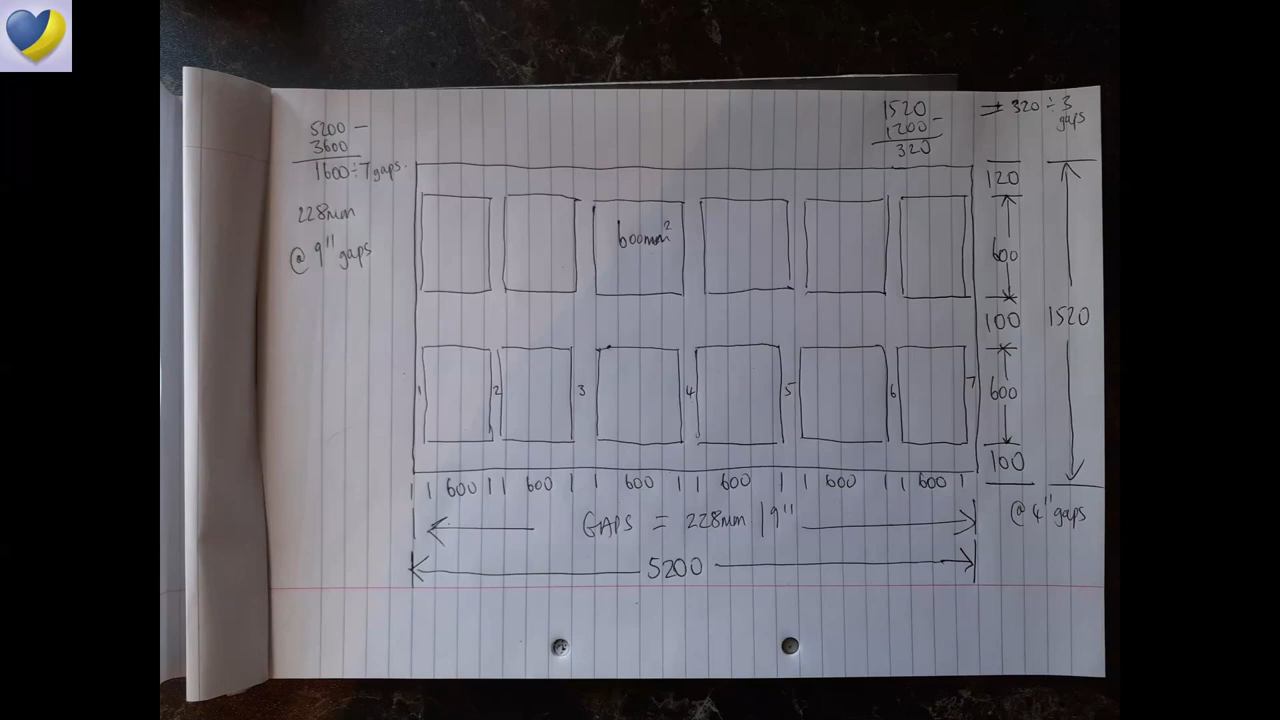 5200 —
3600
1600 ÷ 7 gaps.
228mm
@ 9" gaps
1520 —
1200
320
⇒ 320 ÷ 3
gaps
120
600
100
600
100
1520
@ 4" gaps
600mm²
1 2 3 4 5 6 7
600 600 600 600 600 600
GAPS = 228mm | 9"
5200